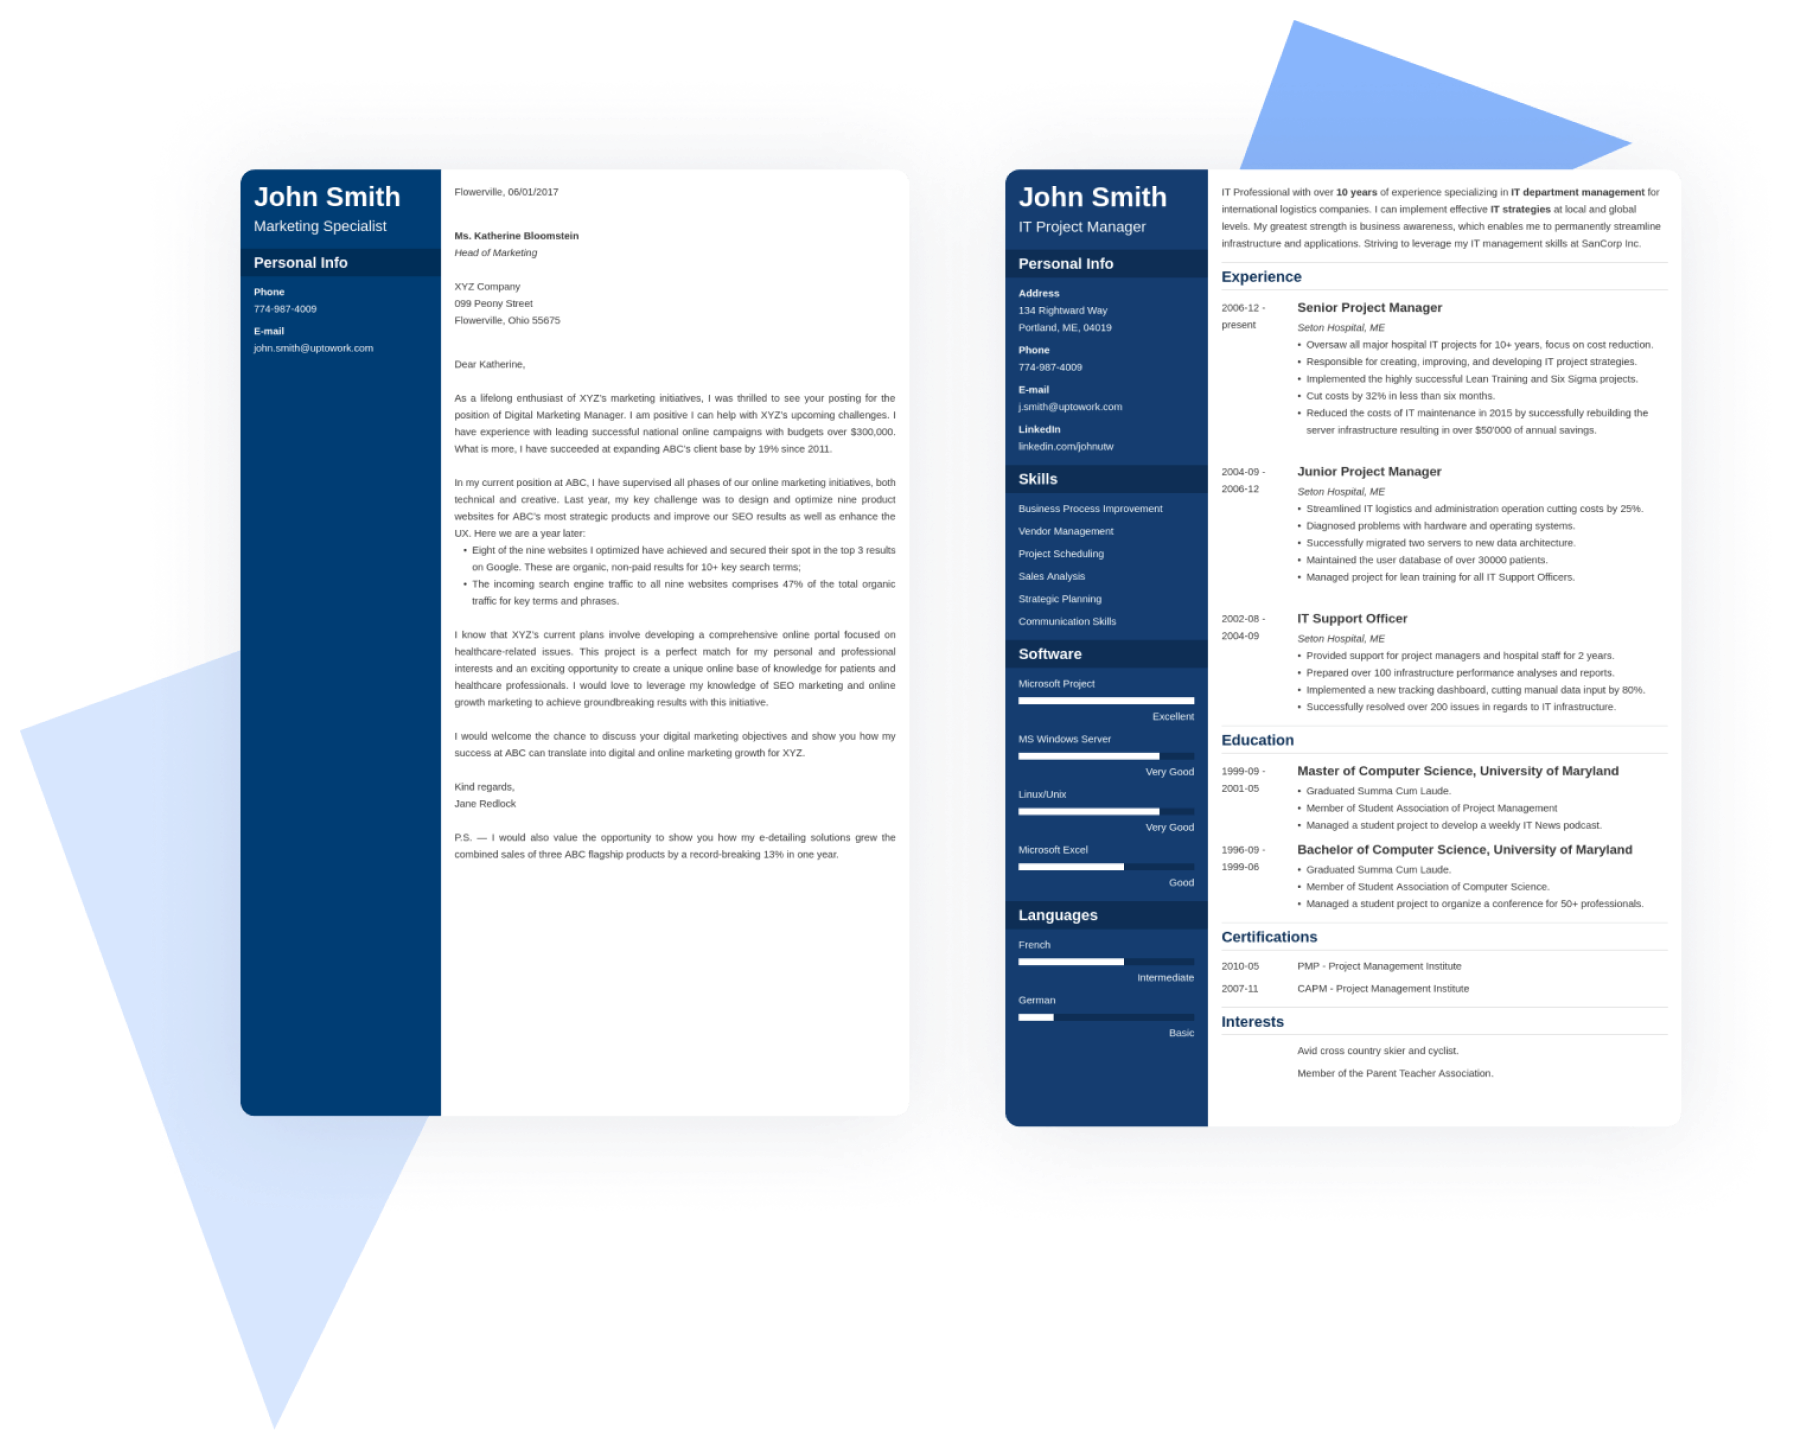 John Smith
Marketing Specialist
Personal Info
Phone
774-987-4009
E-mail
john.smith@uptowork.com
Flowerville, 06/01/2017
Ms. Katherine Bloomstein
Head of Marketing
XYZ Company
099 Peony Street
Flowerville, Ohio 55675
Dear Katherine,
As a lifelong enthusiast of XYZ's marketing initiatives, I was thrilled to see your posting for the
position of Digital Marketing Manager. I am positive I can help with XYZ's upcoming challenges. I
have experience with leading successful national online campaigns with budgets over $300,000.
What is more, I have succeeded at expanding ABC's client base by 19% since 2011.
In my current position at ABC, I have supervised all phases of our online marketing initiatives, both
technical and creative. Last year, my key challenge was to design and optimize nine product
websites for ABC's most strategic products and improve our SEO results as well as enhance the
UX. Here we are a year later:
• Eight of the nine websites I optimized have achieved and secured their spot in the top 3 results
on Google. These are organic, non-paid results for 10+ key search terms;
• The incoming search engine traffic to all nine websites comprises 47% of the total organic
traffic for key terms and phrases.
I know that XYZ's current plans involve developing a comprehensive online portal focused on
healthcare-related issues. This project is a perfect match for my personal and professional
interests and an exciting opportunity to create a unique online base of knowledge for patients and
healthcare professionals. I would love to leverage my knowledge of SEO marketing and online
growth marketing to achieve groundbreaking results with this initiative.
I would welcome the chance to discuss your digital marketing objectives and show you how my
success at ABC can translate into digital and online marketing growth for XYZ.
Kind regards,
Jane Redlock
P.S. — I would also value the opportunity to show you how my e-detailing solutions grew the
combined sales of three ABC flagship products by a record-breaking 13% in one year.
John Smith
IT Project Manager
Personal Info
Address
134 Rightward Way
Portland, ME, 04019
Phone
774-987-4009
E-mail
j.smith@uptowork.com
LinkedIn
linkedin.com/johnutw
Skills
Business Process Improvement
Vendor Management
Project Scheduling
Sales Analysis
Strategic Planning
Communication Skills
Software
Microsoft Project
Excellent
MS Windows Server
Very Good
Linux/Unix
Very Good
Microsoft Excel
Good
Languages
French
Intermediate
German
Basic
IT Professional with over 10 years of experience specializing in IT department management for
international logistics companies. I can implement effective IT strategies at local and global
levels. My greatest strength is business awareness, which enables me to permanently streamline
infrastructure and applications. Striving to leverage my IT management skills at SanCorp Inc.
Experience
2006-12 - Senior Project Manager
present Seton Hospital, ME
• Oversaw all major hospital IT projects for 10+ years, focus on cost reduction.
• Responsible for creating, improving, and developing IT project strategies.
• Implemented the highly successful Lean Training and Six Sigma projects.
• Cut costs by 32% in less than six months.
• Reduced the costs of IT maintenance in 2015 by successfully rebuilding the
server infrastructure resulting in over $50'000 of annual savings.
2004-09 - Junior Project Manager
2006-12 Seton Hospital, ME
• Streamlined IT logistics and administration operation cutting costs by 25%.
• Diagnosed problems with hardware and operating systems.
• Successfully migrated two servers to new data architecture.
• Maintained the user database of over 30000 patients.
• Managed project for lean training for all IT Support Officers.
2002-08 - IT Support Officer
2004-09 Seton Hospital, ME
• Provided support for project managers and hospital staff for 2 years.
• Prepared over 100 infrastructure performance analyses and reports.
• Implemented a new tracking dashboard, cutting manual data input by 80%.
• Successfully resolved over 200 issues in regards to IT infrastructure.
Education
1999-09 - Master of Computer Science, University of Maryland
2001-05 • Graduated Summa Cum Laude.
• Member of Student Association of Project Management
• Managed a student project to develop a weekly IT News podcast.
1996-09 - Bachelor of Computer Science, University of Maryland
1999-06 • Graduated Summa Cum Laude.
• Member of Student Association of Computer Science.
• Managed a student project to organize a conference for 50+ professionals.
Certifications
2010-05 PMP - Project Management Institute
2007-11 CAPM - Project Management Institute
Interests
Avid cross country skier and cyclist.
Member of the Parent Teacher Association.